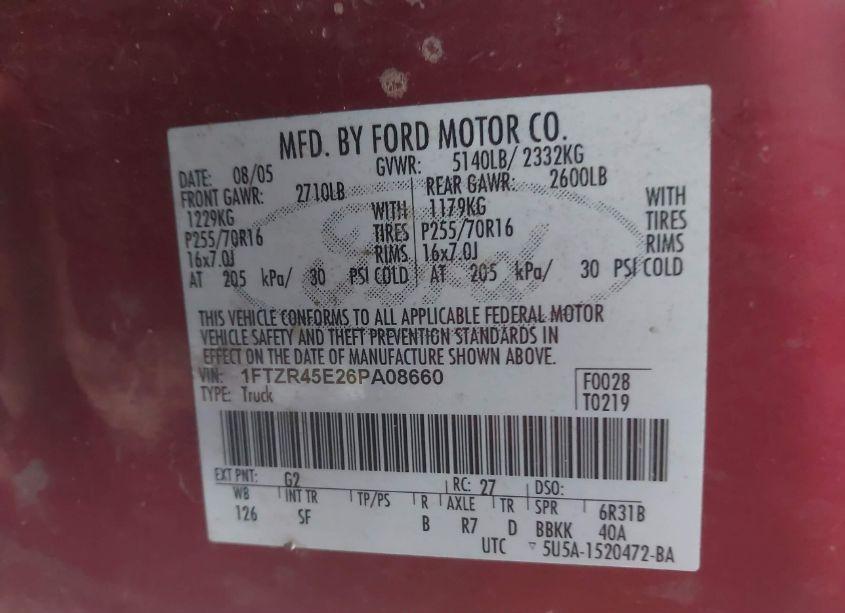 MFD. BY FORD MOTOR CO.
DATE: 08/05 GVWR: 5140LB/ 2332KG
FRONT GAWR: 2710LB REAR GAWR: 2600LB
1229KG WITH 1179KG WITH
P255/70R16 TIRES P255/70R16 TIRES
16x7.0J RIMS 16x7.0J RIMS
AT 205 kPa/ 30 PSI COLD AT 205 kPa/ 30 PSI COLD
THIS VEHICLE CONFORMS TO ALL APPLICABLE FEDERAL MOTOR
VEHICLE SAFETY AND THEFT PREVENTION STANDARDS IN
EFFECT ON THE DATE OF MANUFACTURE SHOWN ABOVE.
VIN: 1FTZR45E26PA08660 F0028
TYPE: Truck T0219
EXT PNT: G2 RC: 27 DSO:
WB INT TR TP/PS R AXLE TR SPR 6R31B
126 SF B R7 D BBKK 40A
UTC ▽ 5U5A-1520472-BA
Ford